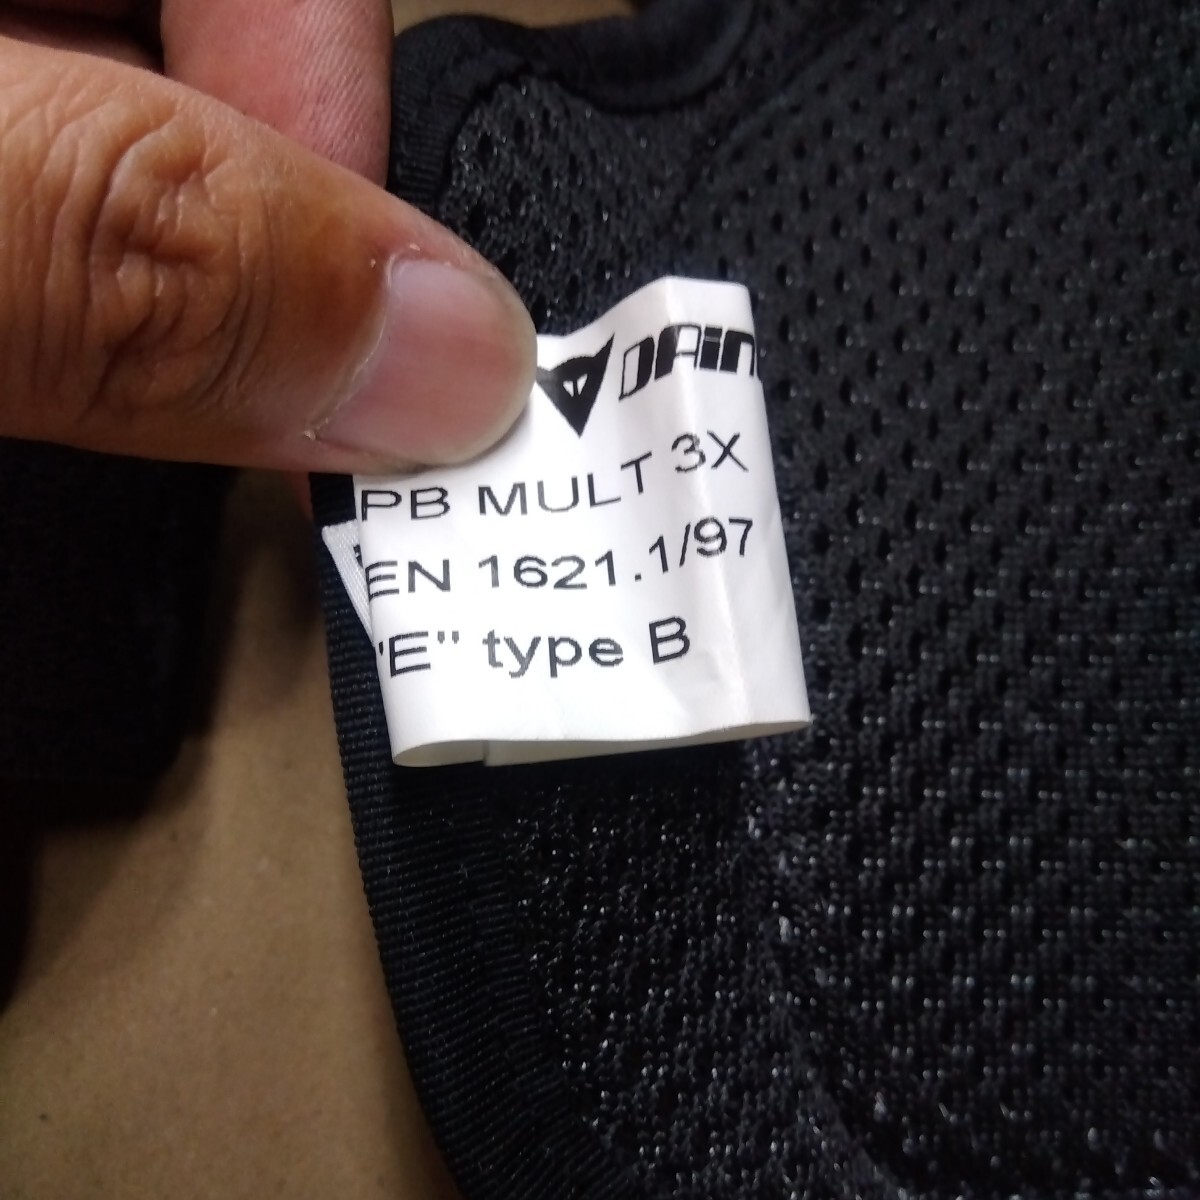 DAIN
PB MULT 3X
EN 1621.1/97
"E" type B